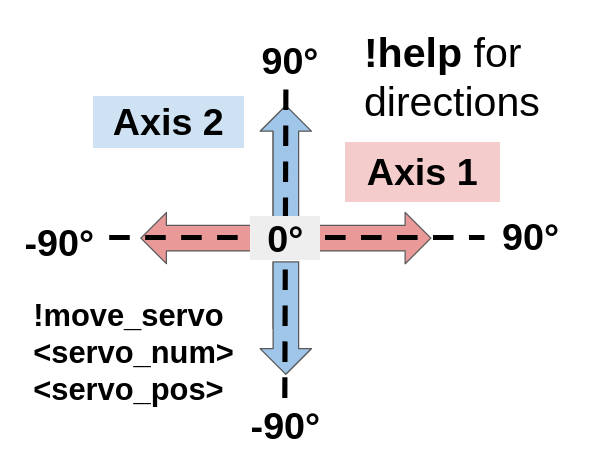 90°
!help for
directions
Axis 2
Axis 1
-90°
0°
90°
!move_servo
<servo_num>
<servo_pos>
-90°